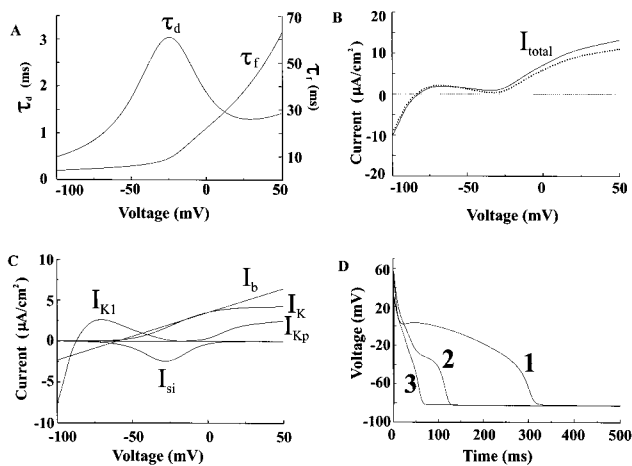 A
τd
τf
3
2
1
0
τd (ms)
70
50
30
10
τf (ms)
-100 -50 0 50
Voltage (mV)
B
Itotal
20
10
0
-10
-20
Current (μA/cm²)
-100 -50 0 50
Voltage (mV)
C
IK1
Ib
IK
IKp
Isi
10
5
0
-5
-10
Current (μA/cm²)
-100 -50 0 50
Voltage (mV)
D
1
2
3
60
20
-20
-60
-100
Voltage (mV)
0 100 200 300 400 500
Time (ms)